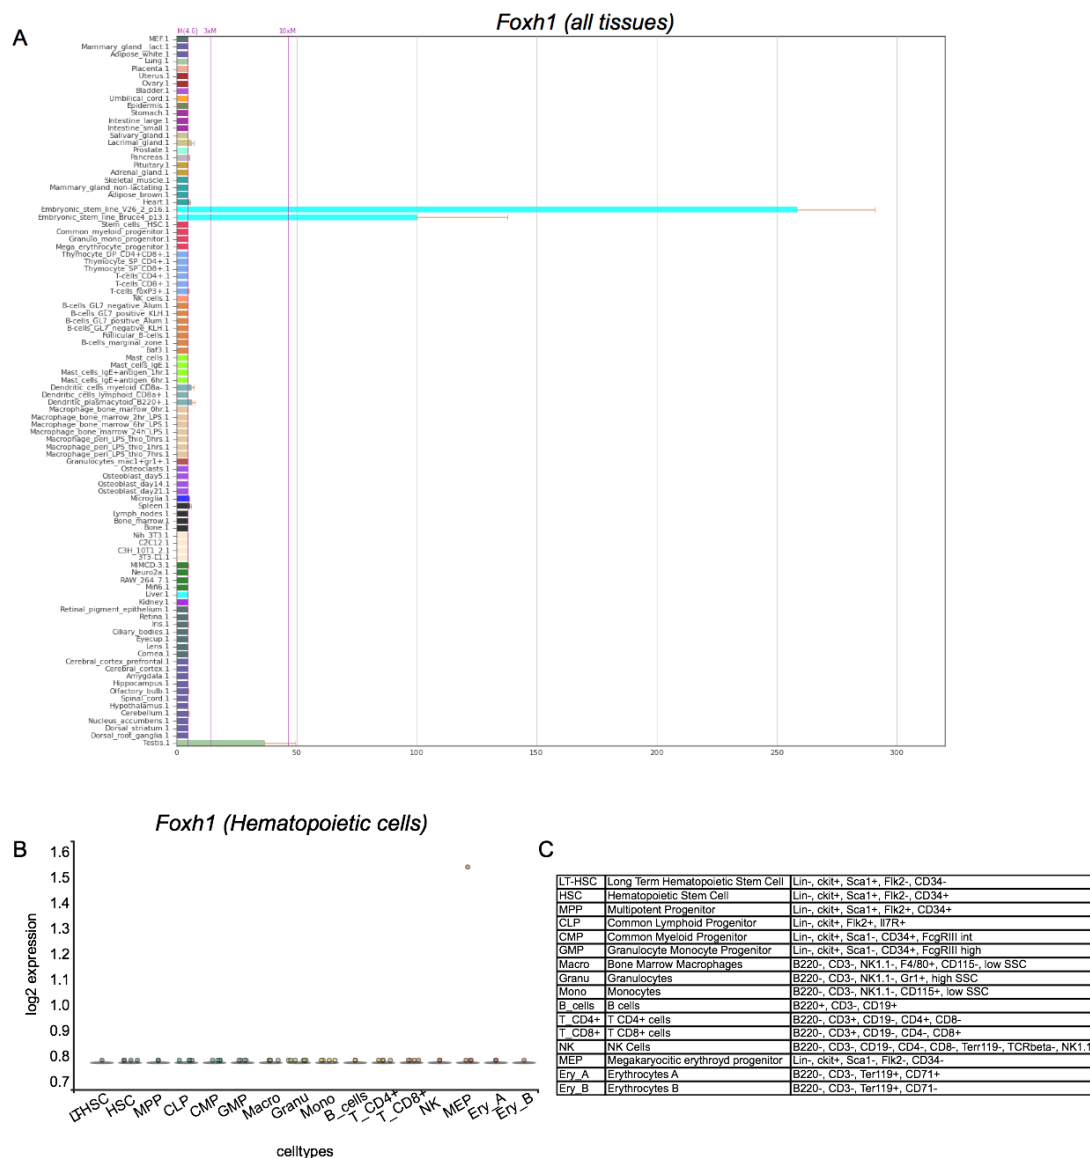 Foxh1 (all tissues)
A
M(4.6) 3xM 10xM
MEF.1
Mammary_gland__lact.1
Adipose_white.1
Lung.1
Placenta.1
Uterus.1
Ovary.1
Bladder.1
Umbilical_cord.1
Epidermis.1
Stomach.1
Intestine_large.1
Intestine_small.1
Salivary_gland.1
Lacrimal_gland.1
Prostate.1
Pancreas.1
Pituitary.1
Adrenal_gland.1
Skeletal_muscle.1
Mammary_gland_non-lactating.1
Adipose_brown.1
Heart.1
Embryonic_stem_line_V26_2_p16.1
Embryonic_stem_line_Bruce4_p13.1
Stem_cells__HSC.1
Common_myeloid_progenitor.1
Granulo_mono_progenitor.1
Mega_erythrocyte_progenitor.1
Thymocyte_DP_CD4+CD8+.1
Thymocyte_SP_CD4+.1
Thymocyte_SP_CD8+.1
T-cells_CD4+.1
T-cells_CD8+.1
T-cells_foxP3+.1
NK_cells.1
B-cells_GL7_negative_Alum.1
B-cells_GL7_positive_KLH.1
B-cells_GL7_positive_Alum.1
B-cells_GL7_negative_KLH.1
Follicular_B-cells.1
B-cells_marginal_zone.1
Baf3.1
Mast_cells.1
Mast_cells_IgE.1
Mast_cells_IgE+antigen_1hr.1
Mast_cells_IgE+antigen_6hr.1
Dendritic_cells_myeloid_CD8a-.1
Dendritic_cells_lymphoid_CD8a+.1
Dendritic_plasmacytoid_B220+.1
Macrophage_bone_marrow_0hr.1
Macrophage_bone_marrow_2hr_LPS.1
Macrophage_bone_marrow_6hr_LPS.1
Macrophage_bone_marrow_24h_LPS.1
Macrophage_peri_LPS_thio_0hrs.1
Macrophage_peri_LPS_thio_1hrs.1
Macrophage_peri_LPS_thio_7hrs.1
Granulocytes_mac1+gr1+.1
Osteoclasts.1
Osteoblast_day5.1
Osteoblast_day14.1
Osteoblast_day21.1
Microglia.1
Spleen.1
Lymph_nodes.1
Bone_marrow.1
Bone.1
Nih_3T3.1
C2C12.1
C3H_10T1_2.1
3T3-L1.1
MIMCD-3.1
Neuro2a.1
RAW_264_7.1
Min6.1
Liver.1
Kidney.1
Retinal_pigment_epithelium.1
Retina.1
Iris.1
Ciliary_bodies.1
Eyecup.1
Lens.1
Cornea.1
Cerebral_cortex_prefrontal.1
Cerebral_cortex.1
Amygdala.1
Hippocampus.1
Olfactory_bulb.1
Spinal_cord.1
Hypothalamus.1
Cerebellum.1
Nucleus_accumbens.1
Dorsal_striatum.1
Dorsal_root_ganglia.1
Testis.1
0 50 100 150 200 250 300
Foxh1 (Hematopoietic cells)
B
1.6
1.5
1.4
1.3
1.2
1.1
1.0
0.9
0.8
0.7
log2 expression
LT-HSC HSC MPP CLP CMP GMP Macro Granu Mono B_cells T_CD4+ T_CD8+ NK MEP Ery_A Ery_B
celltypes
C
LT-HSC Long Term Hematopoietic Stem Cell Lin-, ckit+, Sca1+, Flk2-, CD34-
HSC Hematopoietic Stem Cell Lin-, ckit+, Sca1+, Flk2-, CD34+
MPP Multipotent Progenitor Lin-, ckit+, Sca1+, Flk2+, CD34+
CLP Common Lymphoid Progenitor ckit+, Flk2+, Il7R+
CMP Common Myeloid Progenitor Lin-, ckit+, Sca1-, CD34+, FcgRIII int
GMP Granulocyte Monocyte Progenitor Lin-, ckit+, Sca1-, CD34+, FcgRIII high
Macro Bone Marrow Macrophages B220-, CD3-, NK1.1-, F4/80+, CD115-, low SSC
Granu Granulocytes B220-, CD3-, NK1.1-, Gr1+, high SSC
Mono Monocytes B220-, CD3-, NK1.1-, CD115+, low SSC
B_cells B cells B220+, CD3-, CD19+
T_CD4+ T CD4+ cells B220-, CD3+, CD19-, CD4+, CD8-
T_CD8+ T CD8+ cells B220-, CD3+, CD19-, CD4-, CD8+
NK NK Cells B220-, CD3-, CD19-, CD4-, CD8-, Terr119-, TCRbeta-, NK1.1
MEP Megakaryocitic erythroyd progenitor Lin-, ckit+, Sca1-, Flk2-, CD34-
Ery_A Erythrocytes A B220-, CD3-, Ter119+, CD71+
Ery_B Erythrocytes B B220-, CD3-, Ter119+, CD71-